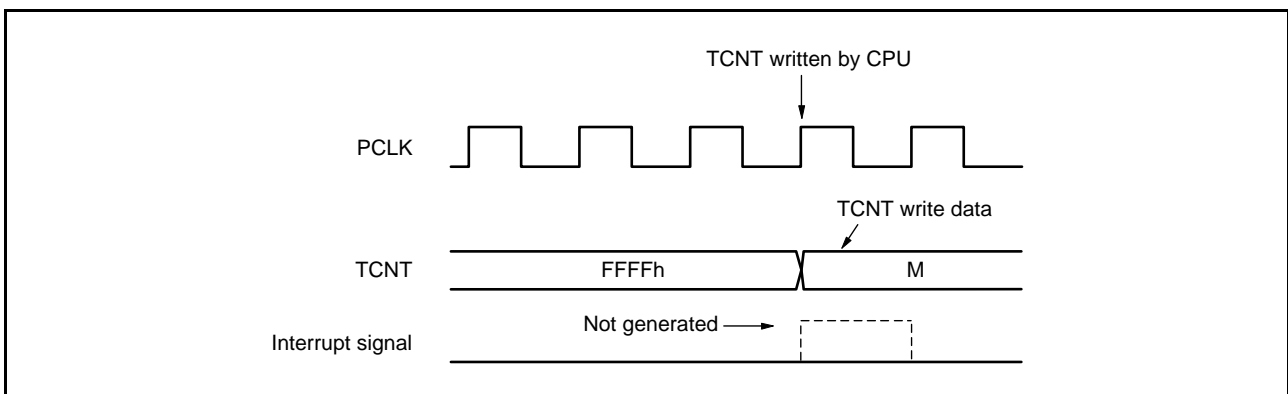 TCNT written by CPU
PCLK
TCNT write data
TCNT
FFFFh
M
Not generated
Interrupt signal